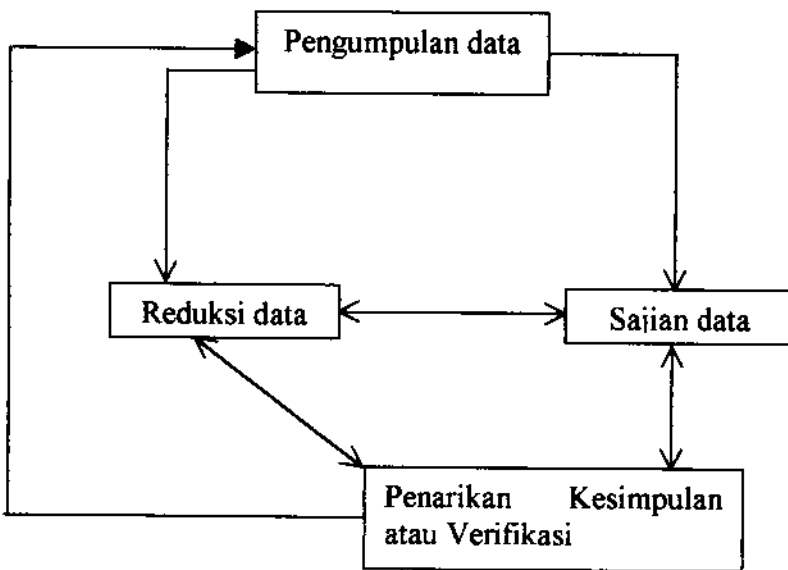 Pengumpulan data
Reduksi data
Sajian data
Penarikan Kesimpulan
atau Verifikasi